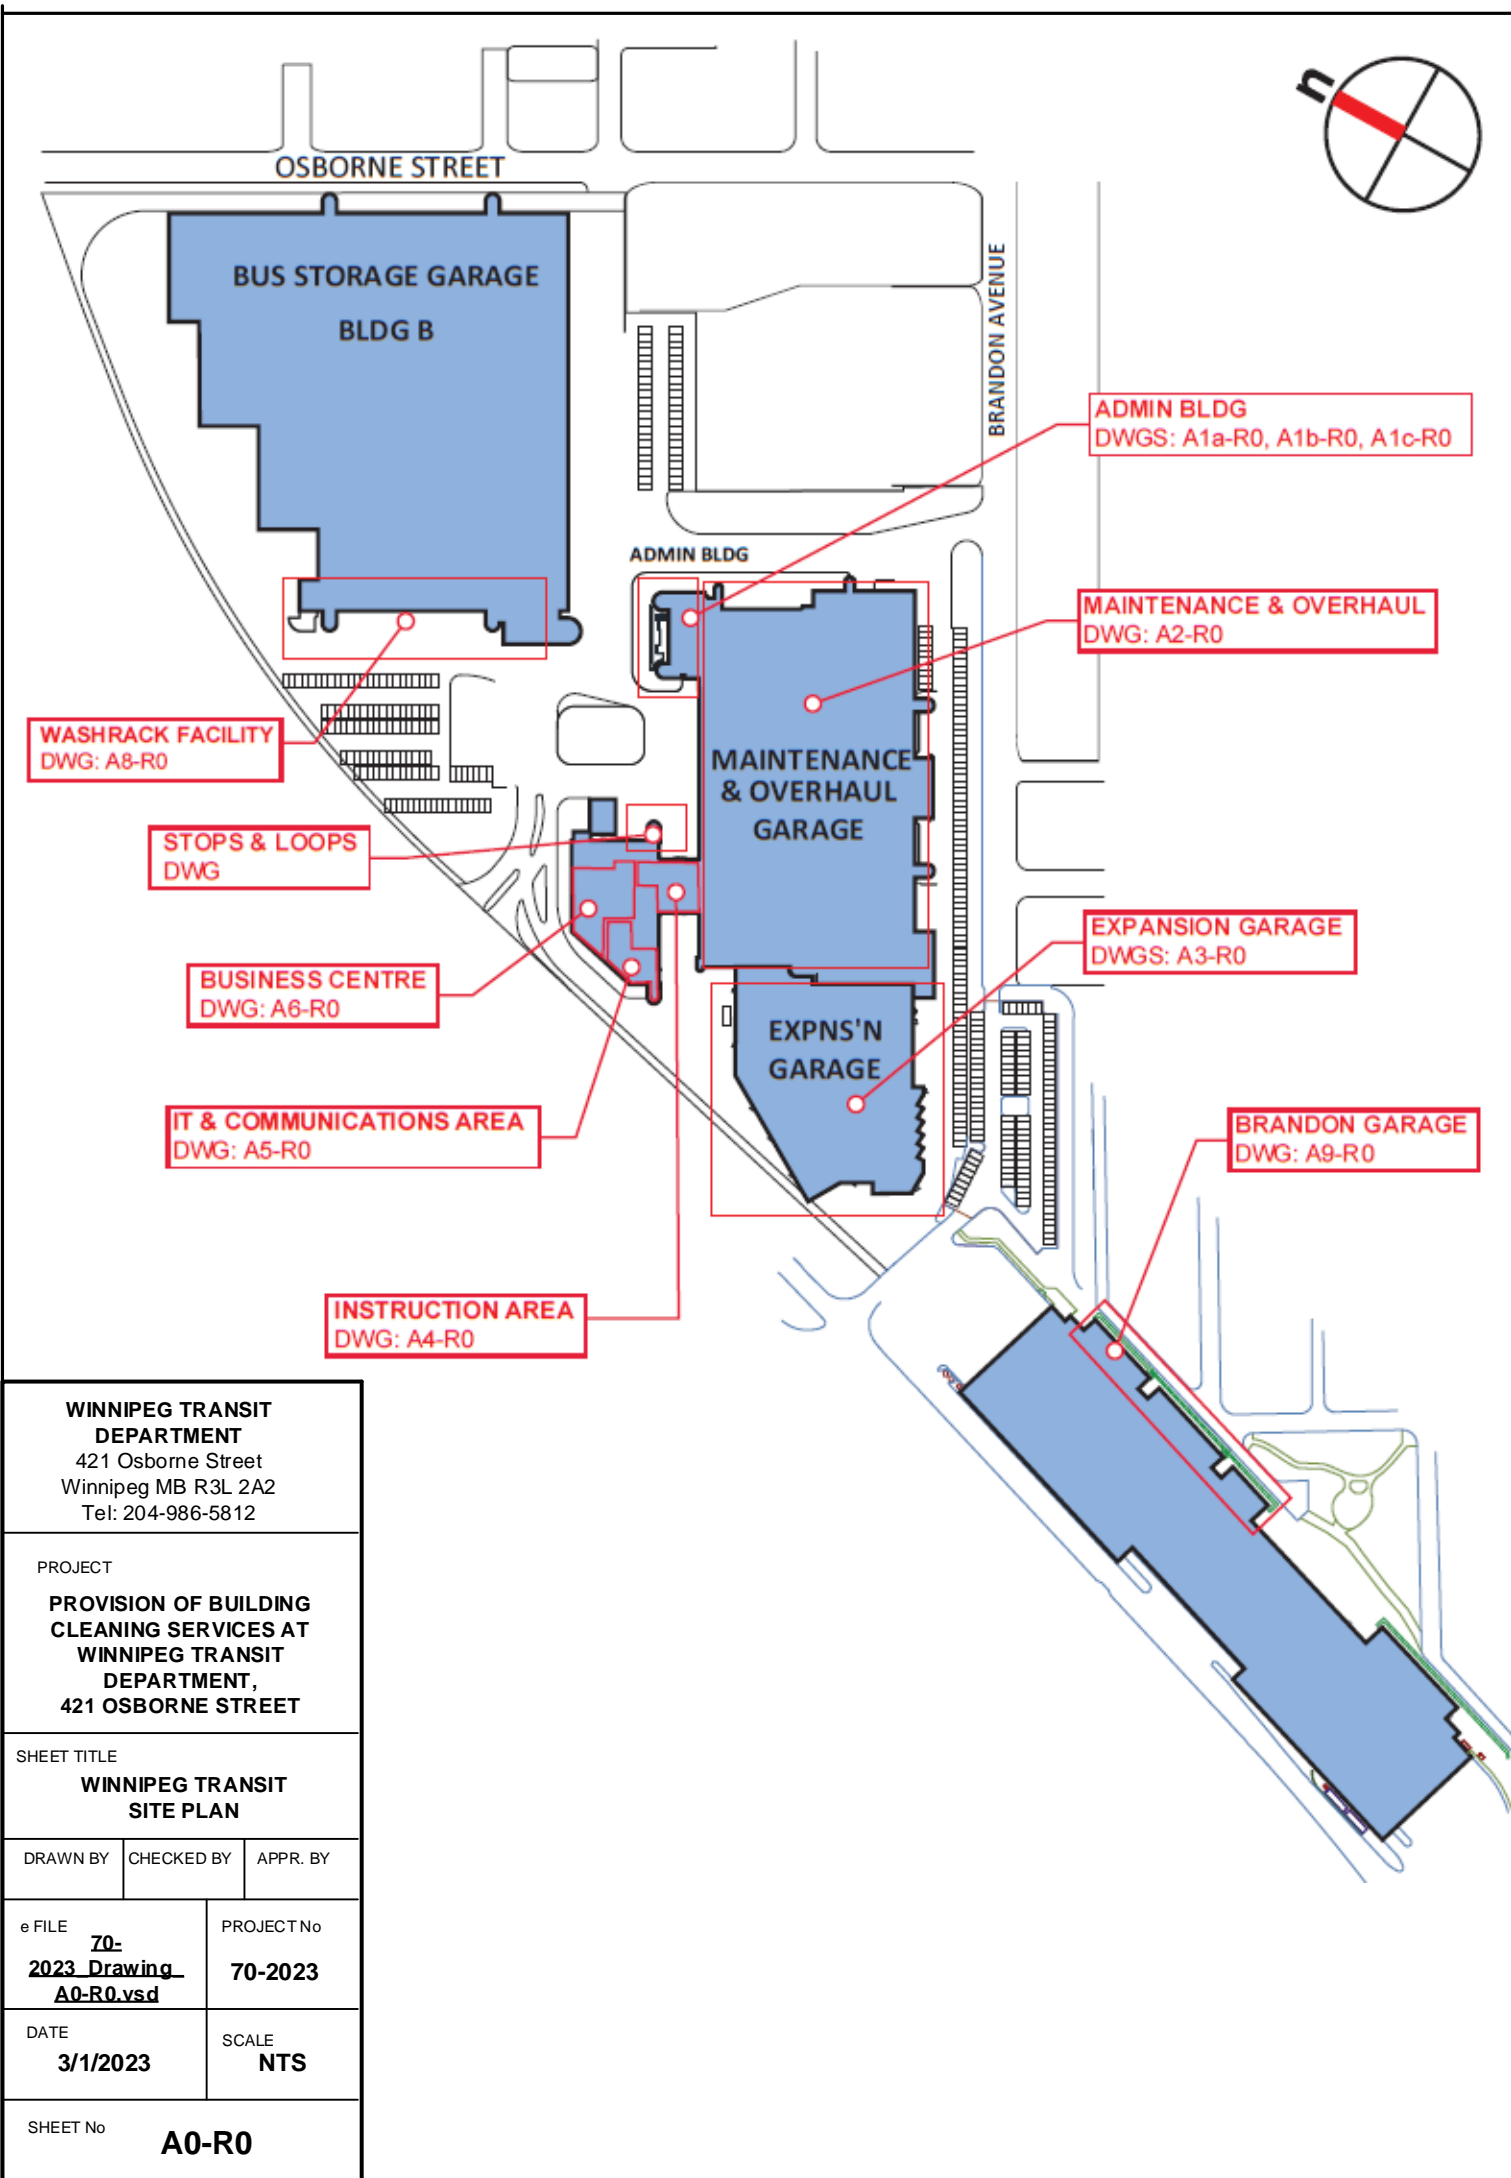 n
OSBORNE STREET
BUS STORAGE GARAGE
BLDG B
BRANDON AVENUE
ADMIN BLDG
DWGS: A1a-R0, A1b-R0, A1c-R0
ADMIN BLDG
MAINTENANCE & OVERHAUL
DWG: A2-R0
WASHRACK FACILITY
DWG: A8-R0
MAINTENANCE
& OVERHAUL
GARAGE
STOPS & LOOPS
DWG
EXPANSION GARAGE
DWGS: A3-R0
BUSINESS CENTRE
DWG: A6-R0
EXPNS'N
GARAGE
IT & COMMUNICATIONS AREA
DWG: A5-R0
BRANDON GARAGE
DWG: A9-R0
INSTRUCTION AREA
DWG: A4-R0
WINNIPEG TRANSIT
DEPARTMENT
421 Osborne Street
Winnipeg MB R3L 2A2
Tel: 204-986-5812
PROJECT
PROVISION OF BUILDING
CLEANING SERVICES AT
WINNIPEG TRANSIT
DEPARTMENT,
421 OSBORNE STREET
SHEET TITLE
WINNIPEG TRANSIT
SITE PLAN
DRAWN BY
CHECKED BY
APPR. BY
e FILE
70-
2023_Drawing_
A0-R0.vsd
PROJECT No
70-2023
DATE
3/1/2023
SCALE
NTS
SHEET No
A0-R0